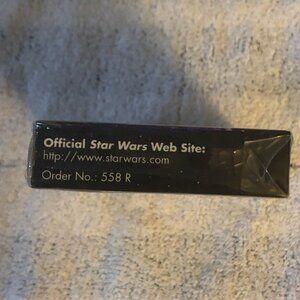 Official Star Wars Web Site:
http://www.starwars.com
Order No.: 558 R